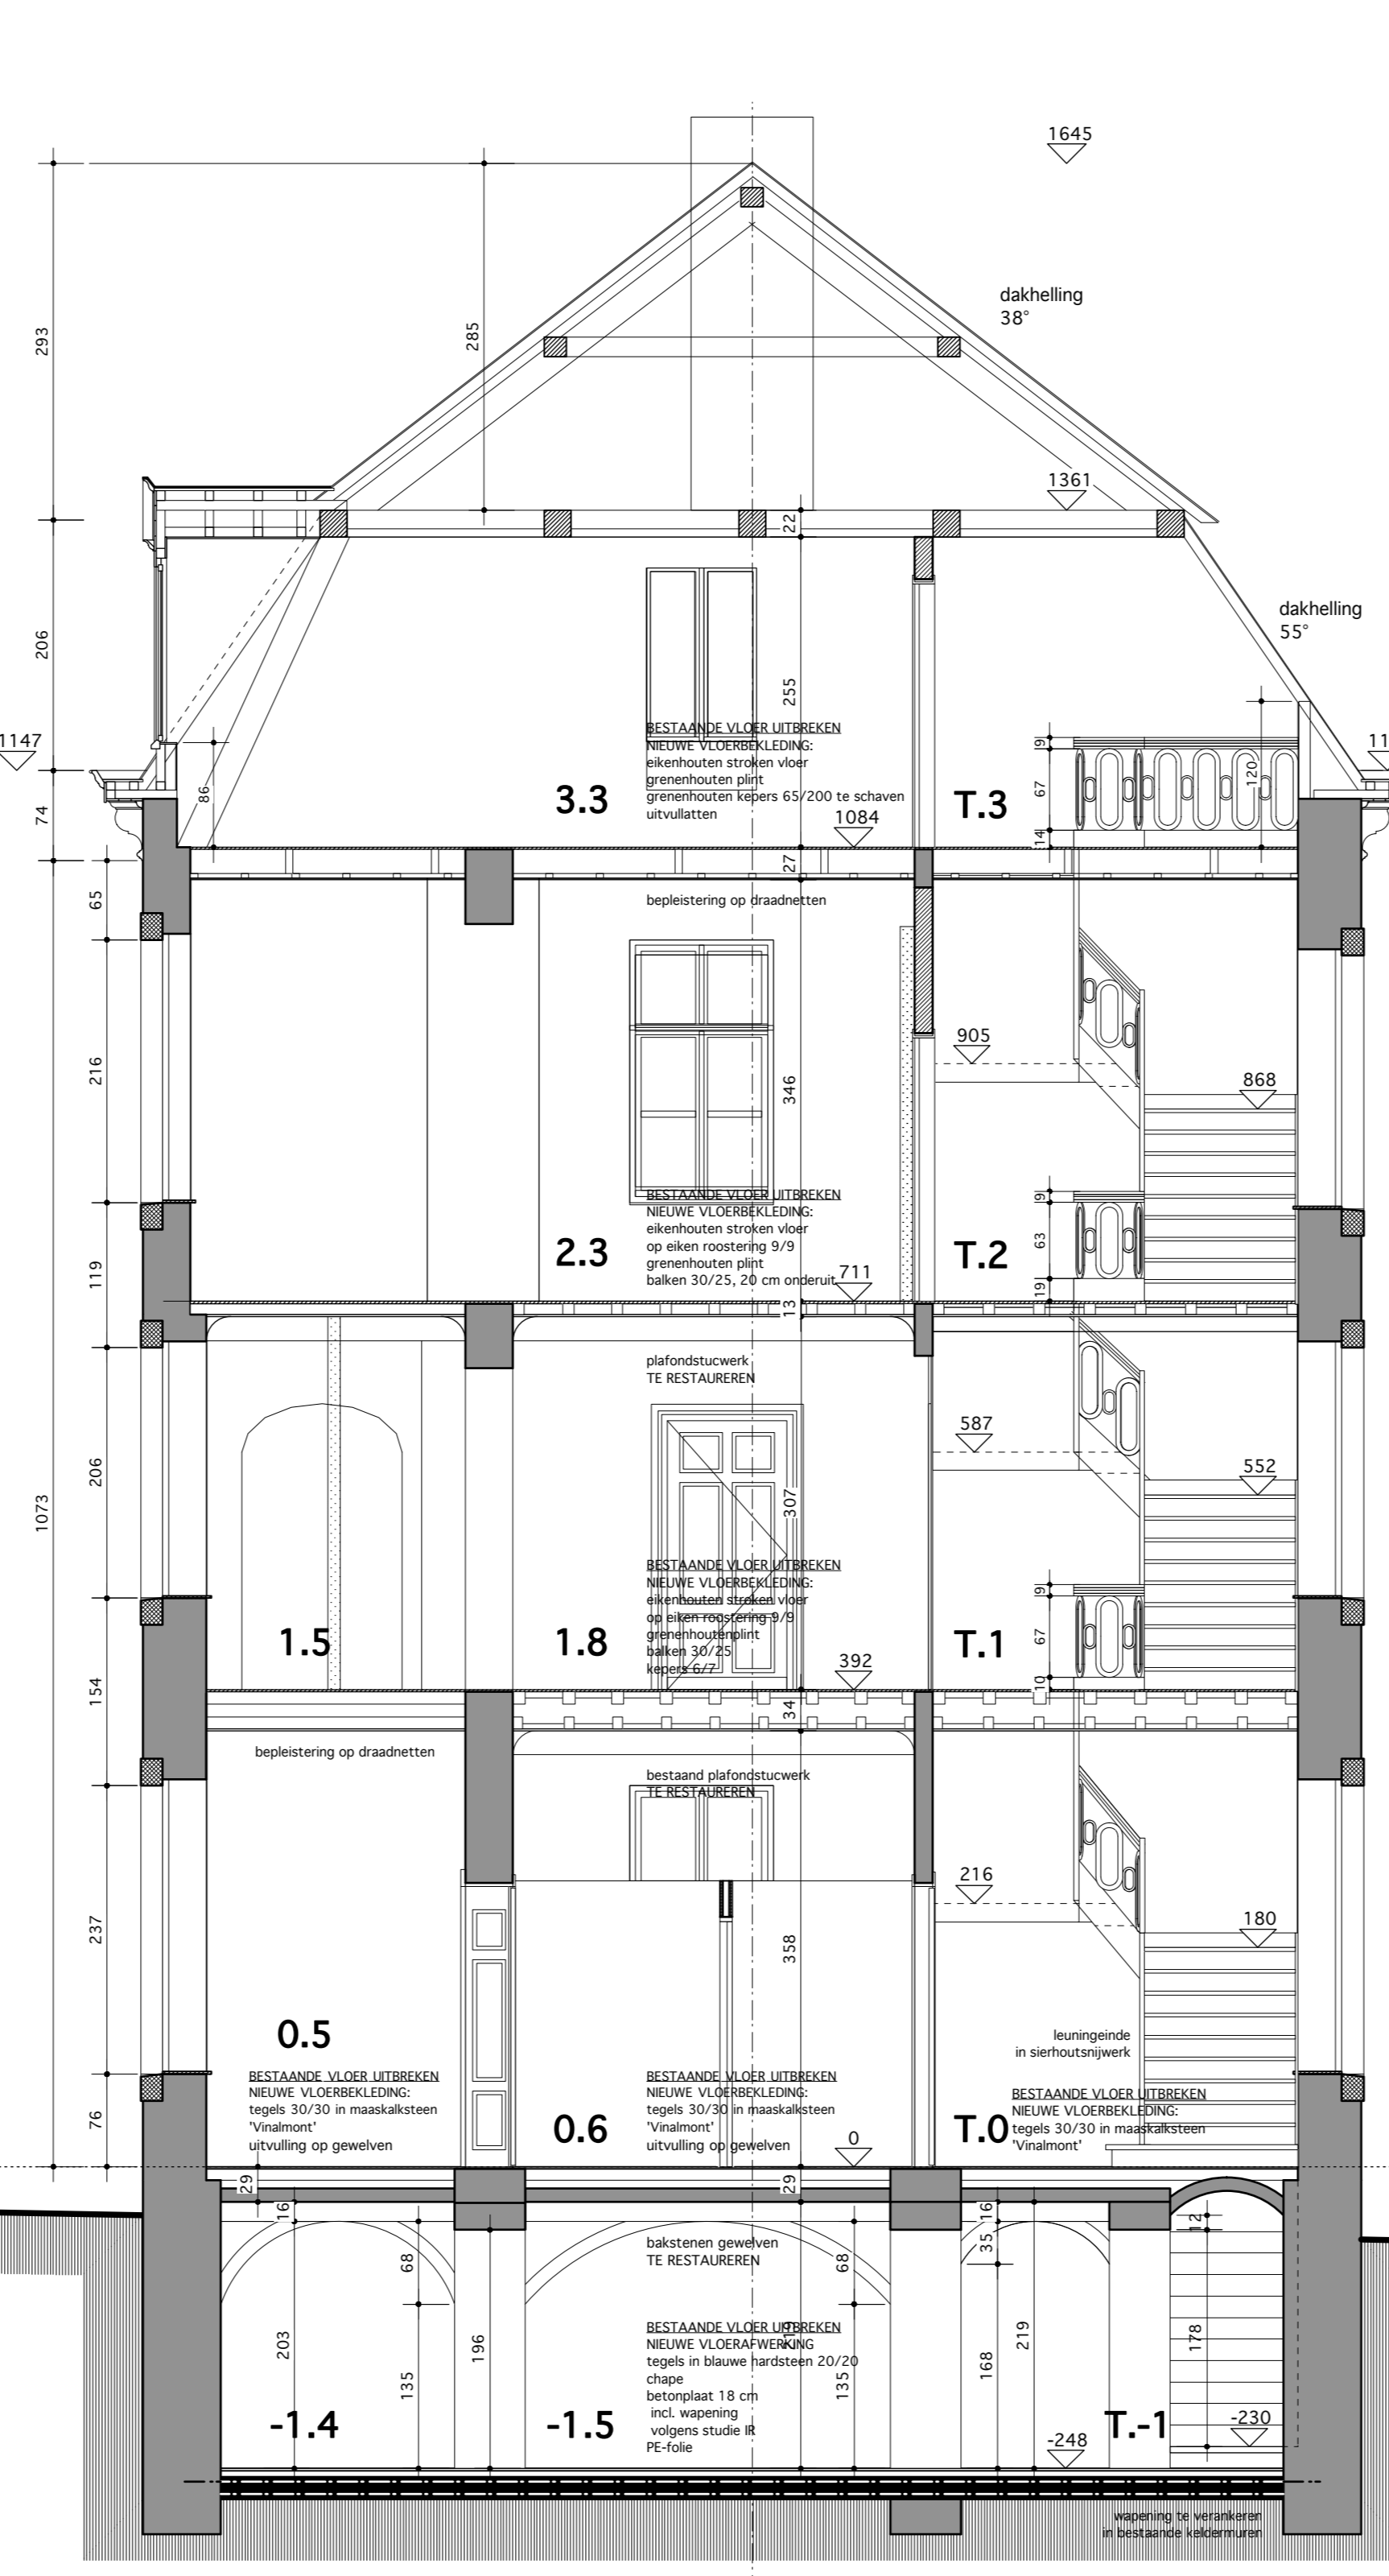 1645
293
285
dakhelling
38°
1361
22
206
dakhelling
55°
255
1147
11
BESTAANDE VLOER UITBREKEN
NIEUWE VLOERBEKLEDING:
eikenhouten stroken vloer
grenenhouten plint
grenenhouten kepers 65/200 te schaven
uitvullatten
86
3.3
T.3
9
67
14
120
74
1084
27
65
bepleistering op draadnetten
216
346
905
868
BESTAANDE VLOER UITBREKEN
NIEUWE VLOERBEKLEDING:
eikenhouten stroken vloer
op eiken roostering 9/9
grenenhouten plint
balken 30/25, 20 cm onderuit
2.3
T.2
9
63
19
119
711
13
plafondstucwerk
TE RESTAUREREN
206
1073
307
587
552
BESTAANDE VLOER UITBREKEN
NIEUWE VLOERBEKLEDING:
eikenhouten stroken vloer
op eiken roostering 9/9
grenenhoutenplint
balken 30/25
kepers 6/7
1.5
1.8
T.1
9
67
10
392
154
34
bepleistering op draadnetten
bestaand plafondstucwerk
TE RESTAUREREN
216
180
237
358
0.5
leuningeinde
in sierhoutsnijwerk
BESTAANDE VLOER UITBREKEN
NIEUWE VLOERBEKLEDING:
tegels 30/30 in maaskalksteen
'Vinalmont'
uitvulling op gewelven
0.6
BESTAANDE VLOER UITBREKEN
NIEUWE VLOERBEKLEDING:
tegels 30/30 in maaskalksteen
'Vinalmont'
uitvulling op gewelven
T.0
BESTAANDE VLOER UITBREKEN
NIEUWE VLOERBEKLEDING:
tegels 30/30 in maaskalksteen
'Vinalmont'
76
0
29
29
16
16
12
68
68
35
bakstenen gewelven
TE RESTAUREREN
203
135
196
219
135
168
219
178
BESTAANDE VLOER UITBREKEN
NIEUWE VLOERAFWERKING
tegels in blauwe hardsteen 20/20
chape
betonplaat 18 cm
incl. wapening
volgens studie IR
PE-folie
-1.4
-1.5
T.-1
-230
-248
wapening te verankeren
in bestaande keldermuren